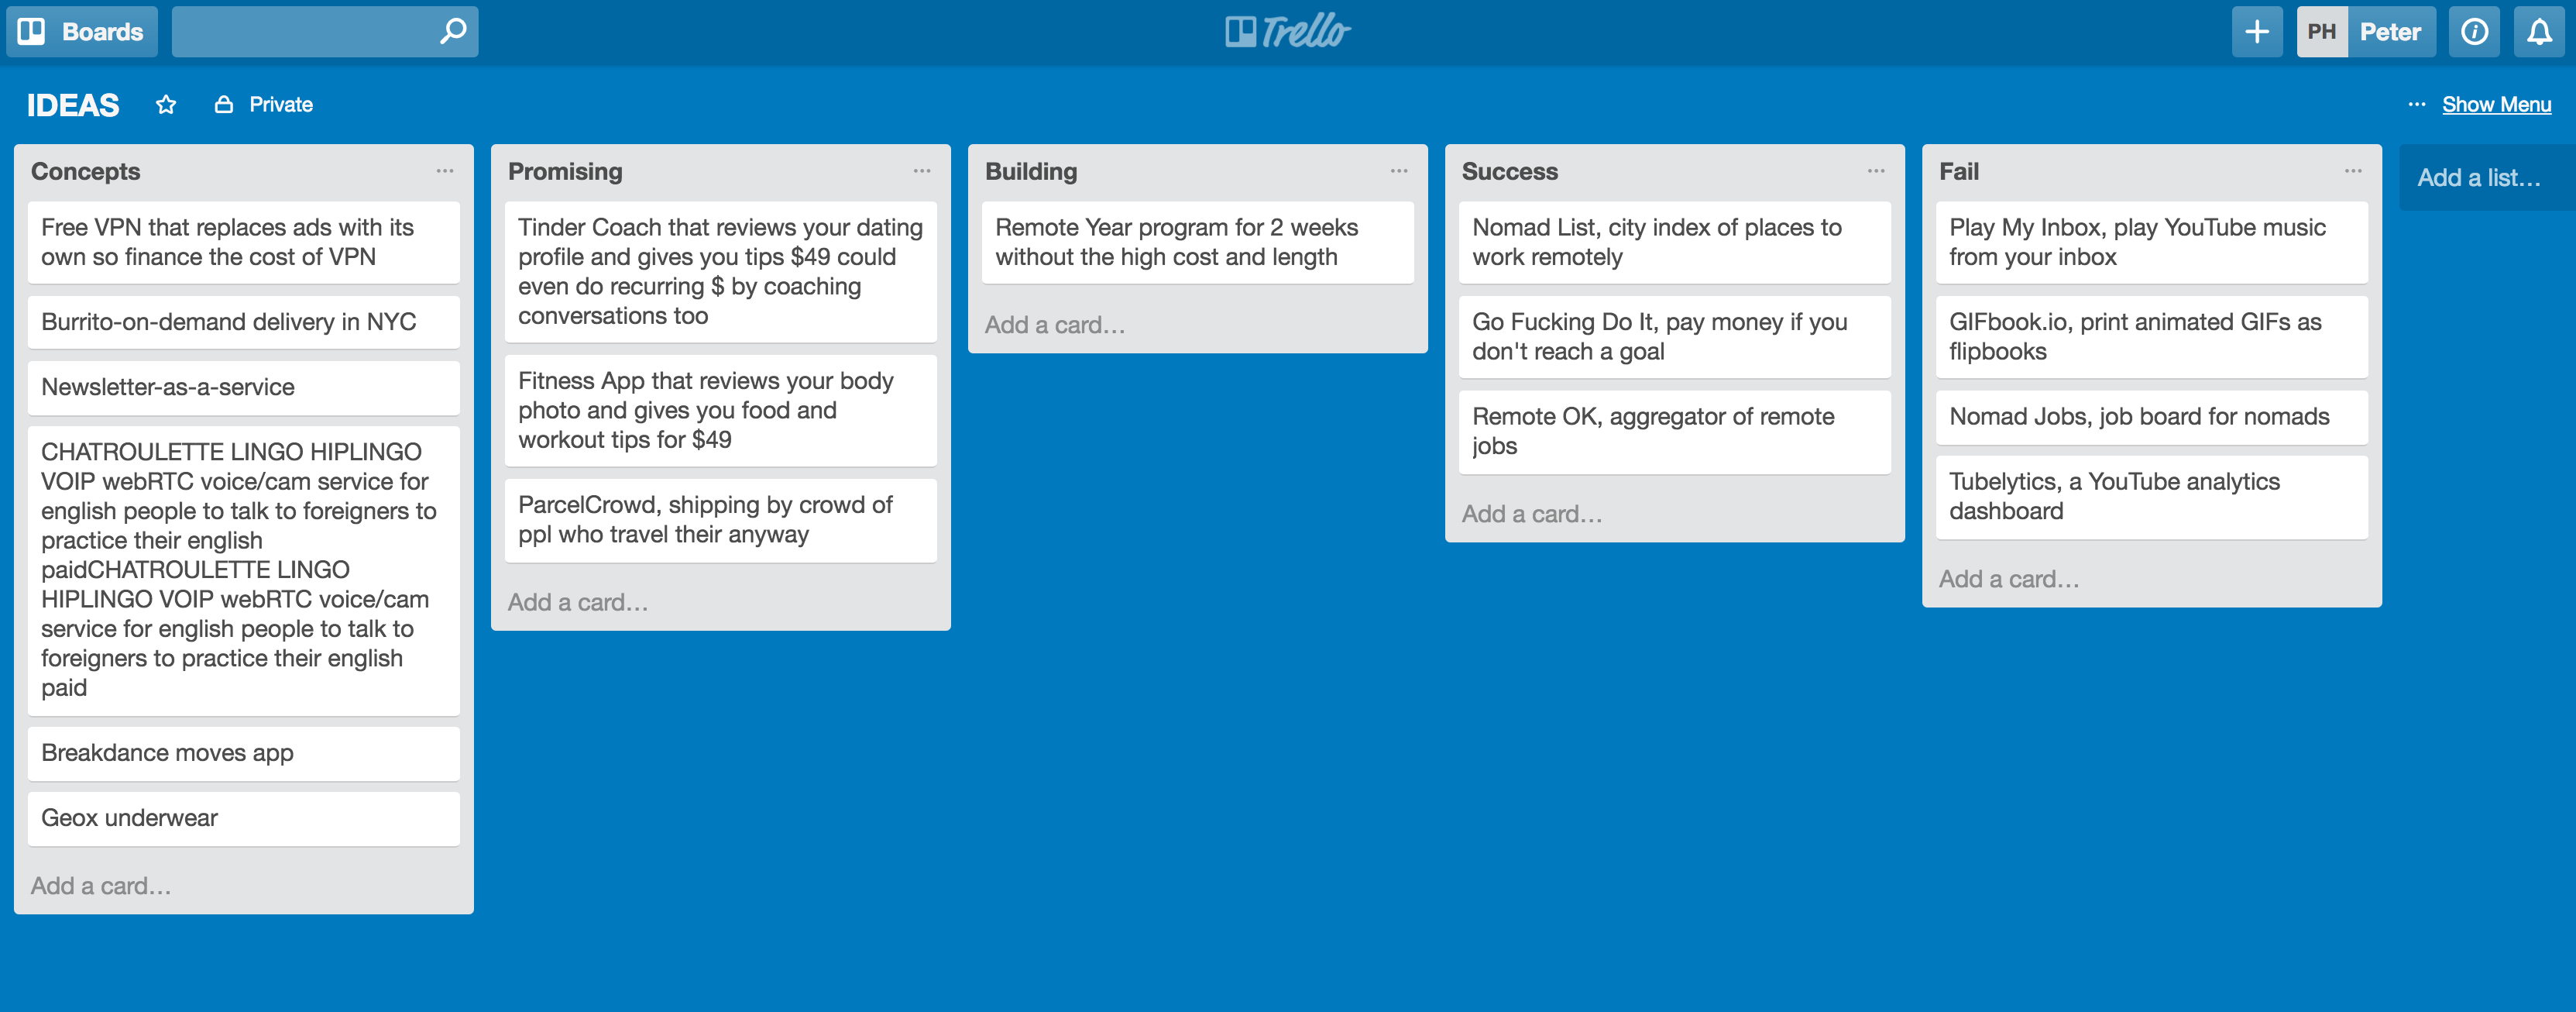 Boards
Trello
PH Peter
IDEAS
Private
... Show Menu
Concepts ...
Free VPN that replaces ads with its
own so finance the cost of VPN
Burrito-on-demand delivery in NYC
Newsletter-as-a-service
CHATROULETTE LINGO HIPLINGO
VOIP webRTC voice/cam service for
english people to talk to foreigners to
practice their english
paidCHATROULETTE LINGO
HIPLINGO VOIP webRTC voice/cam
service for english people to talk to
foreigners to practice their english
paid
Breakdance moves app
Geox underwear
Add a card…
Promising ...
Tinder Coach that reviews your dating
profile and gives you tips $49 could
even do recurring $ by coaching
conversations too
Fitness App that reviews your body
photo and gives you food and
workout tips for $49
ParcelCrowd, shipping by crowd of
ppl who travel their anyway
Add a card…
Building ...
Remote Year program for 2 weeks
without the high cost and length
Add a card…
Success ...
Nomad List, city index of places to
work remotely
Go Fucking Do It, pay money if you
don't reach a goal
Remote OK, aggregator of remote
jobs
Add a card…
Fail ...
Play My Inbox, play YouTube music
from your inbox
GIFbook.io, print animated GIFs as
flipbooks
Nomad Jobs, job board for nomads
Tubelytics, a YouTube analytics
dashboard
Add a card…
Add a list…